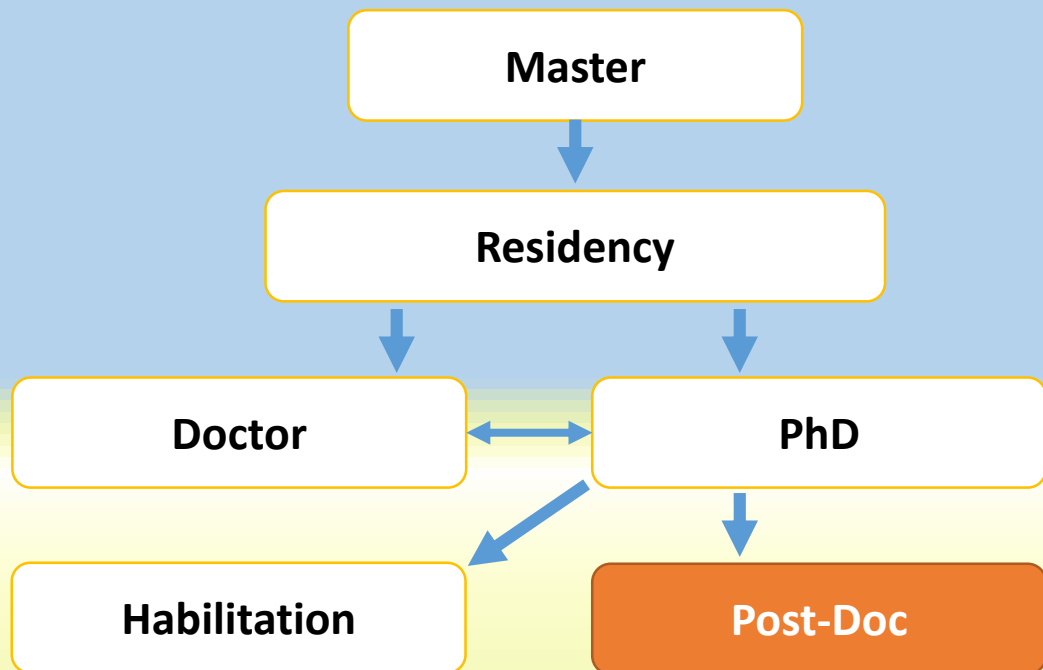 Master
Residency
Doctor
PhD
Habilitation
Post-Doc